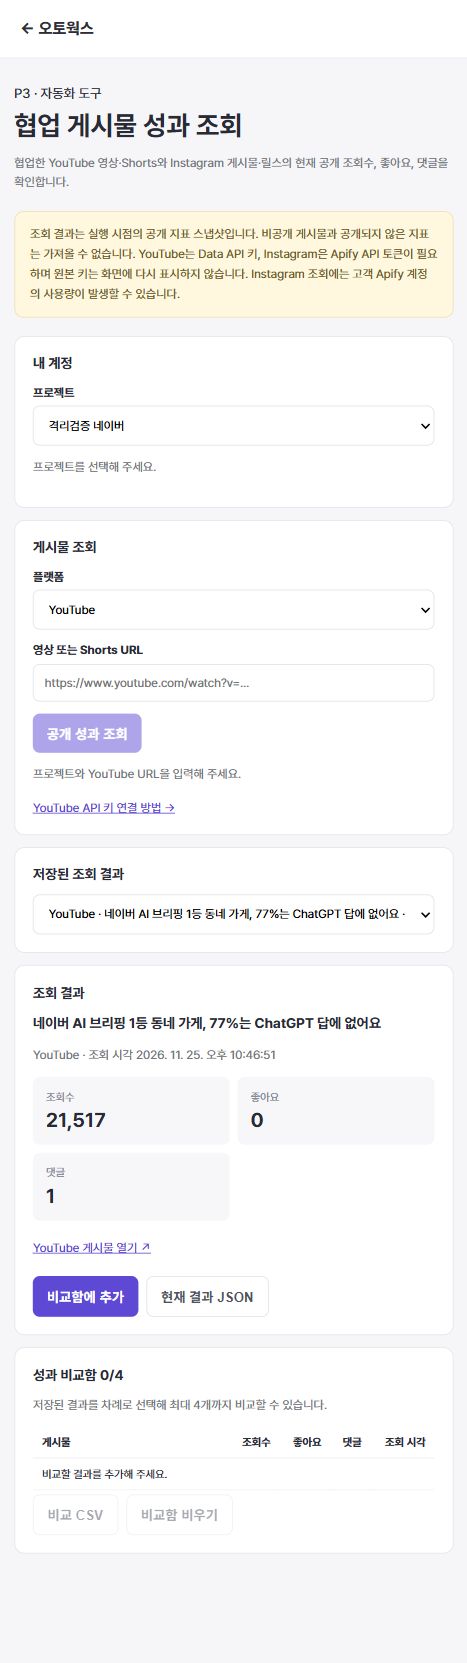 ← 오토웍스
P3 · 자동화 도구
협업 게시물 성과 조회
협업한 YouTube 영상·Shorts와 Instagram 게시물·릴스의 현재 공개 조회수, 좋아요, 댓글을
확인합니다.
조회 결과는 실행 시점의 공개 지표 스냅샷입니다. 비공개 게시물과 공개되지 않은 지표
는 가져올 수 없습니다. YouTube는 Data API 키, Instagram은 Apify API 토큰이 필요
하며 원본 키는 화면에 다시 표시하지 않습니다. Instagram 조회에는 고객 Apify 계정
의 사용량이 발생할 수 있습니다.
내 계정
프로젝트
격리검증 네이버
프로젝트를 선택해 주세요.
게시물 조회
플랫폼
YouTube
영상 또는 Shorts URL
https://www.youtube.com/watch?v=...
공개 성과 조회
프로젝트와 YouTube URL을 입력해 주세요.
YouTube API 키 연결 방법 →
저장된 조회 결과
YouTube · 네이버 AI 브리핑 1등 동네 가게, 77%는 ChatGPT 답에 없어요 ·
조회 결과
네이버 AI 브리핑 1등 동네 가게, 77%는 ChatGPT 답에 없어요
YouTube · 조회 시각 2026. 11. 25. 오후 10:46:51
조회수
21,517
좋아요
0
댓글
1
YouTube 게시물 열기 ↗
비교함에 추가
현재 결과 JSON
성과 비교함 0/4
저장된 결과를 차례로 선택해 최대 4개까지 비교할 수 있습니다.
게시물 조회수 좋아요 댓글 조회 시각
비교할 결과를 추가해 주세요.
비교 CSV
비교함 비우기